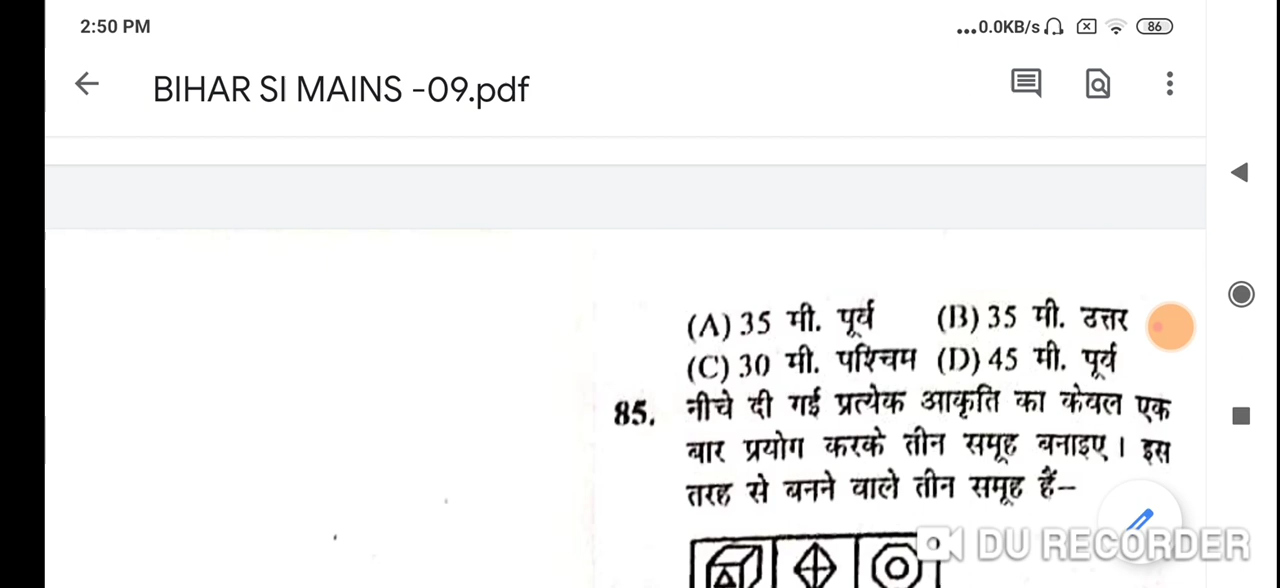 2:50 PM
...0.0KB/s
86
BIHAR SI MAINS -09.pdf
(A) 35 मी. पूर्व (B) 35 मी. उत्तर
(C) 30 मी. पश्चिम (D) 45 मी. पूर्व
85. नीचे दी गई प्रत्येक आकृति का केवल एक
बार प्रयोग करके तीन समूह बनाइए। इस
तरह से बनने वाले तीन समूह हैं–
DU RECORDER